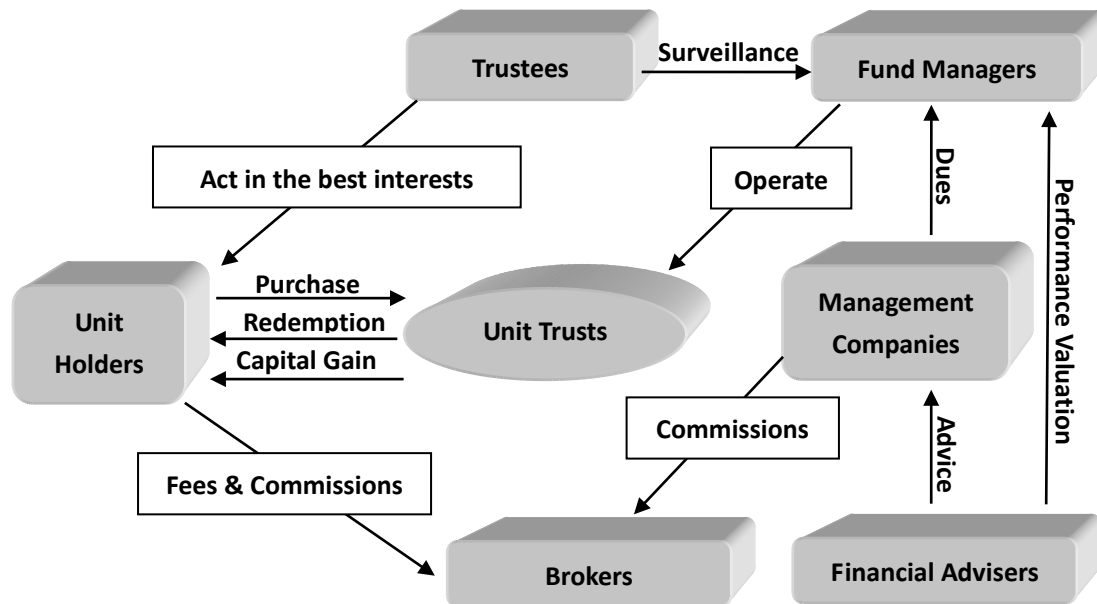 Trustees
Surveillance
Fund Managers
Act in the best interests
Operate
Dues
Performance Valuation
Unit
Holders
Purchase
Redemption
Capital Gain
Unit Trusts
Management
Companies
Commissions
Advice
Fees & Commissions
Brokers
Financial Advisers